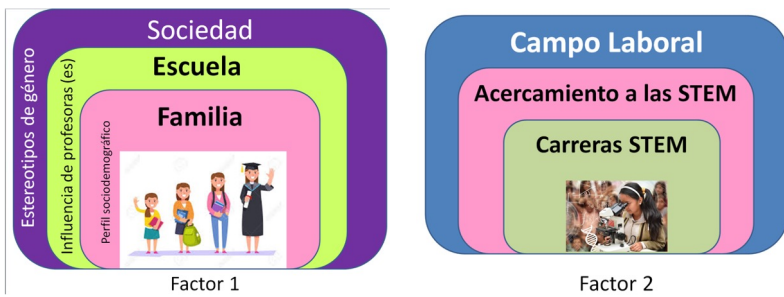 Sociedad
Escuela
Familia
Estereotipos de género
Influencia de profesoras (es)
Perfil sociodemográfico
Factor 1
Campo Laboral
Acercamiento a las STEM
Carreras STEM
Factor 2